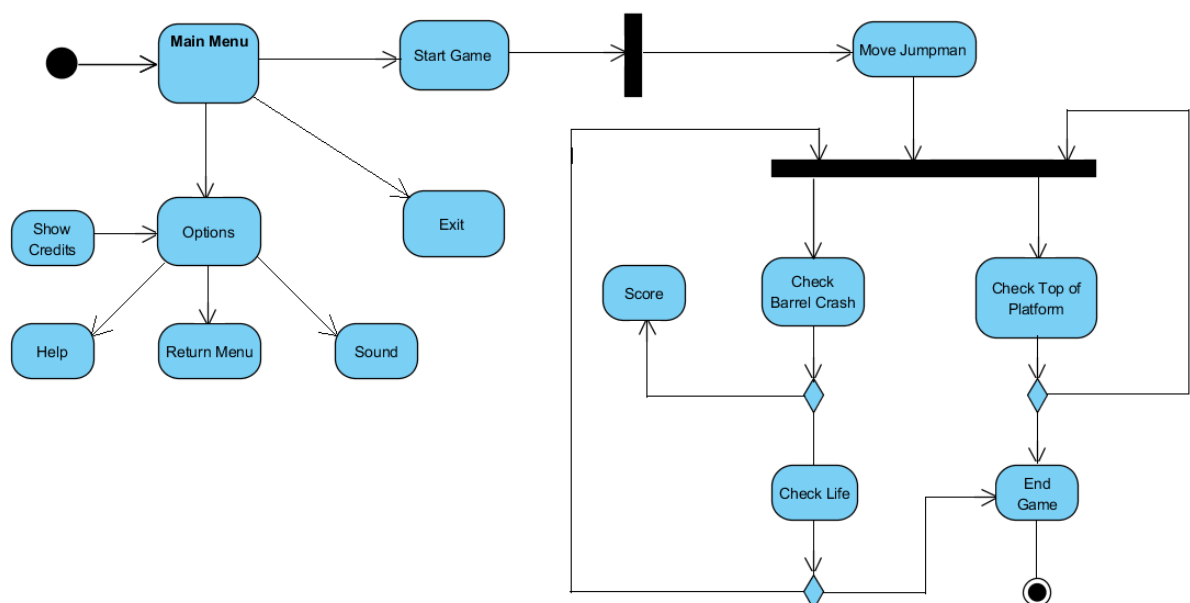 Main Menu
Start Game
Move Jumpman
Show
Credits
Options
Exit
Help
Return Menu
Sound
Score
Check
Barrel Crash
Check Top of
Platform
Check Life
End
Game